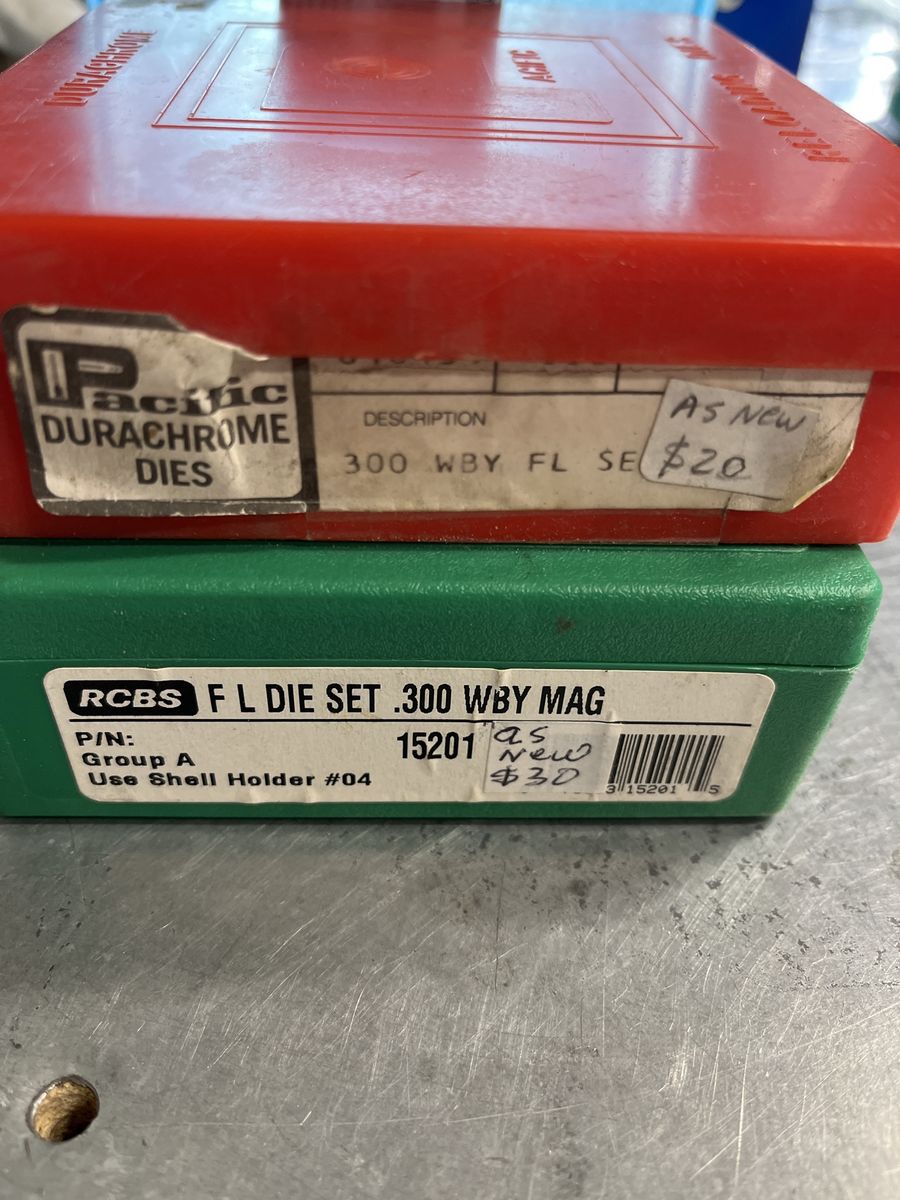 DURACHROME
Pacific
DURACHROME
DIES
DESCRIPTION
300 WBY FL SE
AS NEW
$20
RCBS F L DIE SET .300 WBY MAG
P/N: 15201
Group A
Use Shell Holder #04
as
New
$30
3 15201 5